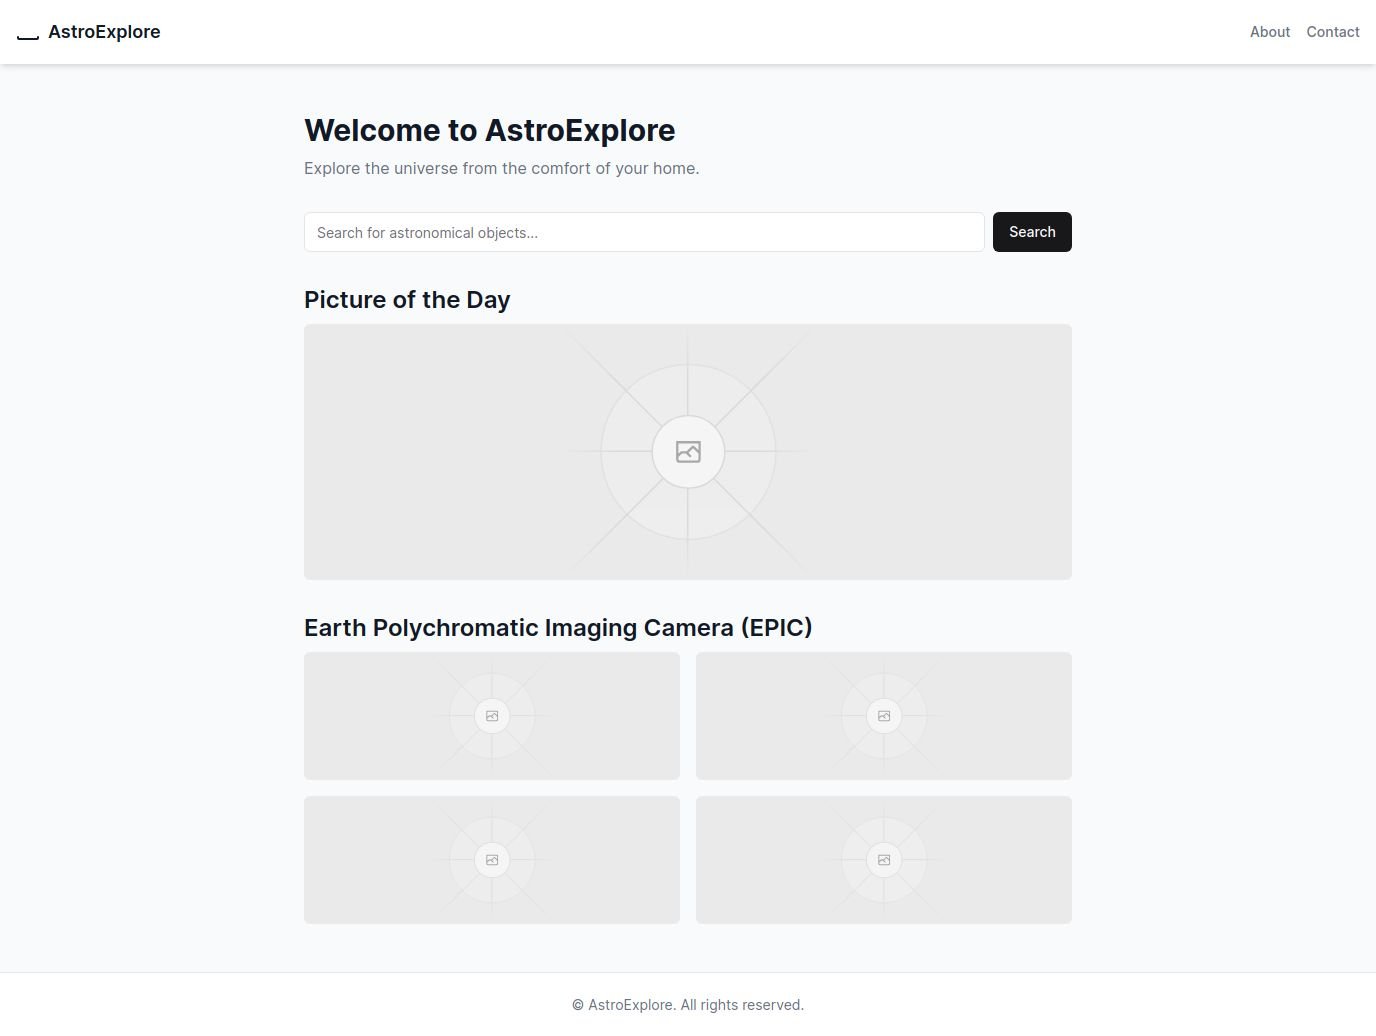 AstroExplore
About
Contact
Welcome to AstroExplore
Explore the universe from the comfort of your home.
Search for astronomical objects...
Search
Picture of the Day
Earth Polychromatic Imaging Camera (EPIC)
© AstroExplore. All rights reserved.